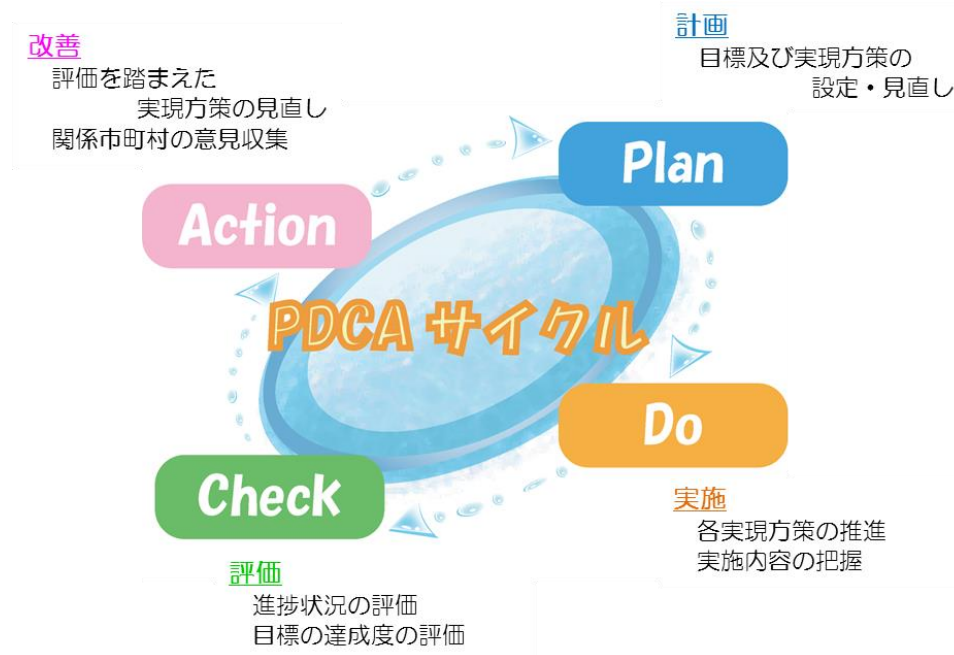 改善
評価を踏まえた
実現方策の見直し
関係市町村の意見収集
計画
目標及び実現方策の
設定・見直し
Plan
Action
PDCA サイクル
Do
Check
実施
各実現方策の推進
実施内容の把握
評価
進捗状況の評価
目標の達成度の評価